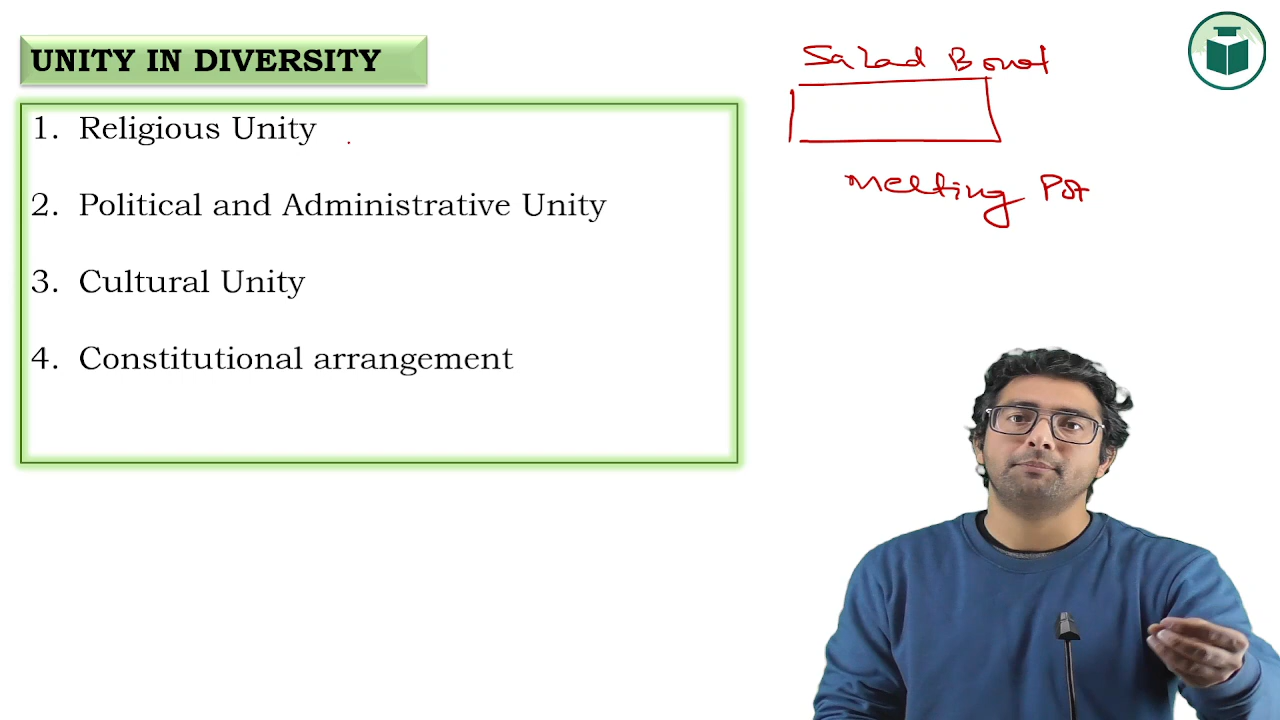 UNITY IN DIVERSITY
1. Religious Unity
2. Political and Administrative Unity
3. Cultural Unity
4. Constitutional arrangement
Salad Bowl
Melting Pot